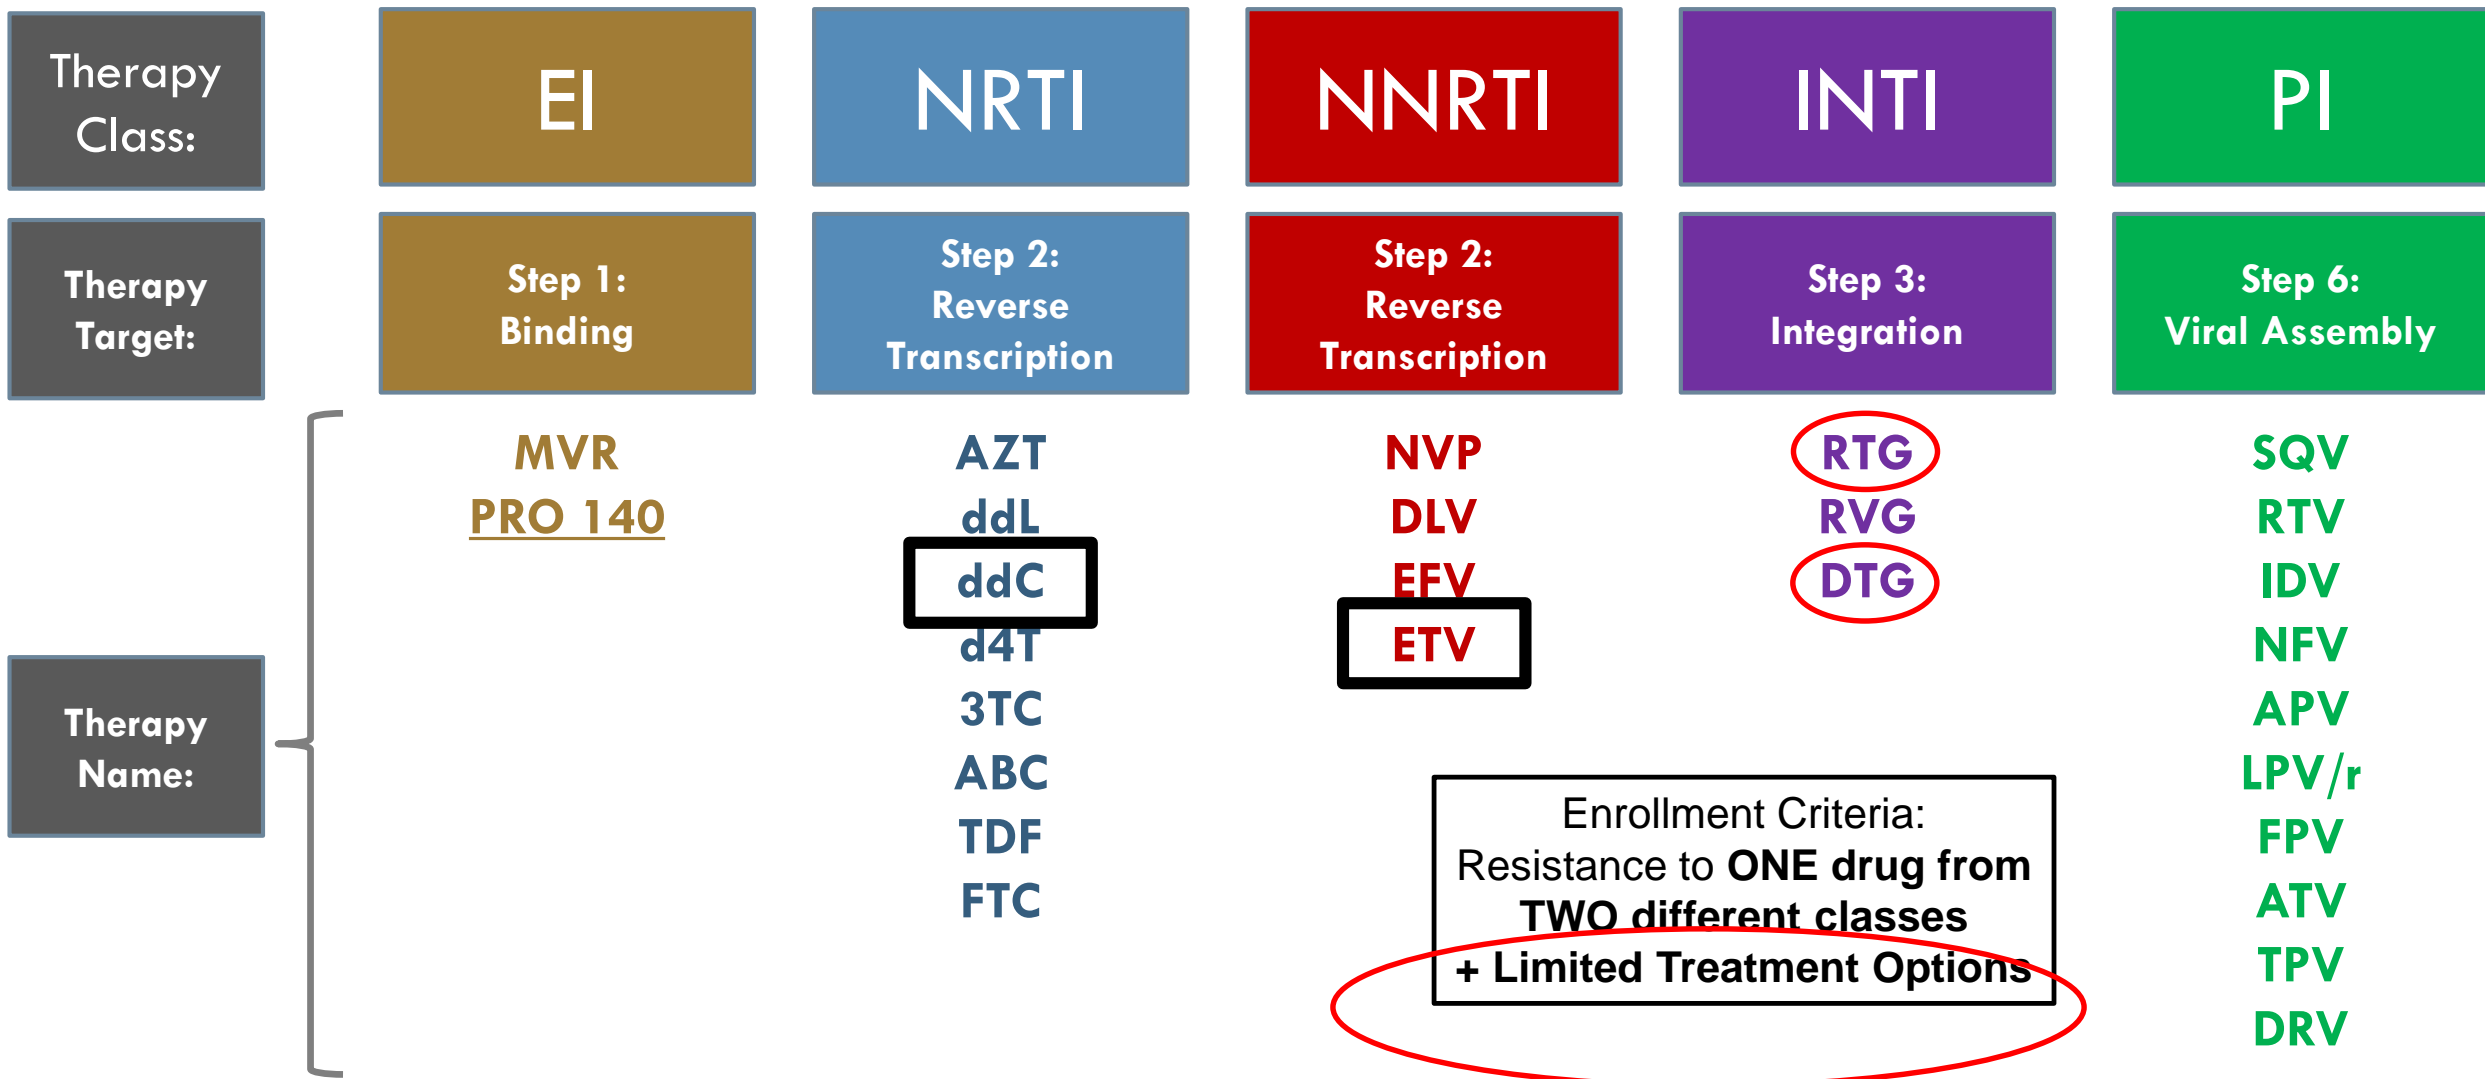 Therapy
Class:
EI
NRTI
NNRTI
INTI
PI
Therapy
Target:
Step 1:
Binding
Step 2:
Reverse
Transcription
Step 2:
Reverse
Transcription
Step 3:
Integration
Step 6:
Viral Assembly
Therapy
Name:
MVR
PRO 140
AZT
ddL
ddC
d4T
3TC
ABC
TDF
FTC
NVP
DLV
EFV
ETV
RTG
RVG
DTG
SQV
RTV
IDV
NFV
APV
LPV/r
FPV
ATV
TPV
DRV
Enrollment Criteria:
Resistance to ONE drug from
TWO different classes
+ Limited Treatment Options